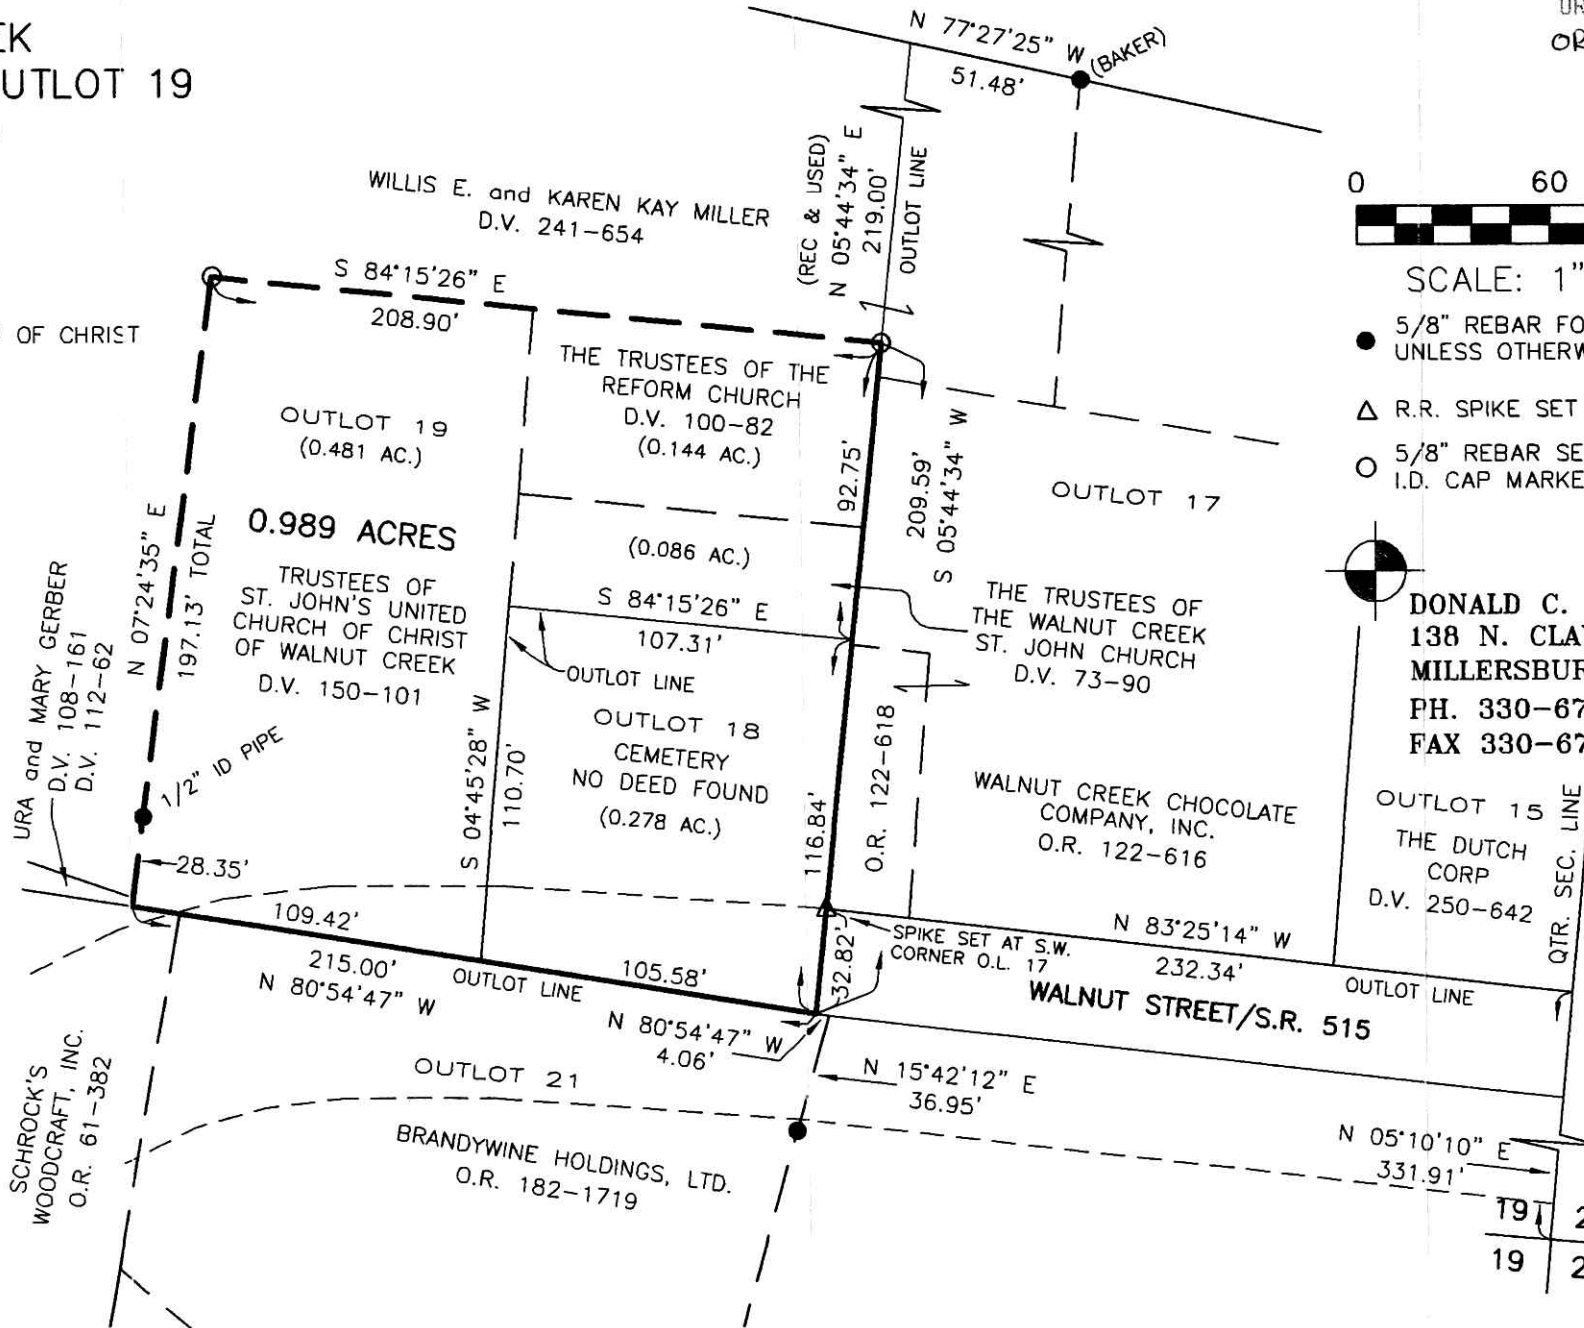 EK
UTLOT 19
N 77°27'25" W
(BAKER)
51.48'
OR
WILLIS E. and KAREN KAY MILLER
D.V. 241-654
(REC & USED)
N 05°44'34" E
219.00'
OUTLOT LINE
0 60
SCALE: 1"
5/8" REBAR FO
UNLESS OTHERW
R.R. SPIKE SET
5/8" REBAR SE
I.D. CAP MARKE
S 84°15'26" E
208.90'
OF CHRIST
THE TRUSTEES OF THE
REFORM CHURCH
D.V. 100-82
(0.144 AC.)
OUTLOT 19
(0.481 AC.)
92.75'
209.59'
S 05°44'34" W
OUTLOT 17
0.989 ACRES
(0.086 AC.)
N 07°24'35" E
197.13' TOTAL
TRUSTEES OF
ST. JOHN'S UNITED
CHURCH OF CHRIST
OF WALNUT CREEK
D.V. 150-101
S 84°15'26" E
107.31'
THE TRUSTEES OF
THE WALNUT CREEK
ST. JOHN CHURCH
D.V. 73-90
DONALD C.
138 N. CLA
MILLERSBUR
PH. 330-67
FAX 330-67
URA and MARY GERBER
D.V. 108-161
D.V. 112-62
OUTLOT LINE
1/2" ID PIPE
S 04°45'28" W
110.70'
OUTLOT 18
CEMETERY
NO DEED FOUND
(0.278 AC.)
116.84'
O.R. 122-618
WALNUT CREEK CHOCOLATE
COMPANY, INC.
O.R. 122-616
OUTLOT 15
THE DUTCH
CORP
D.V. 250-642
QTR. SEC. LINE
28.35'
109.42'
215.00'
N 80°54'47" W
OUTLOT LINE
105.58'
32.82'
SPIKE SET AT S.W.
CORNER O.L. 17
N 83°25'14" W
232.34'
OUTLOT LINE
WALNUT STREET/S.R. 515
N 80°54'47" W
4.06'
OUTLOT 21
N 15°42'12" E
36.95'
SCHROCK'S
WOODCRAFT, INC.
O.R. 61-382
BRANDYWINE HOLDINGS, LTD.
O.R. 182-1719
N 05°10'10" E
331.91'
19 2
19 2